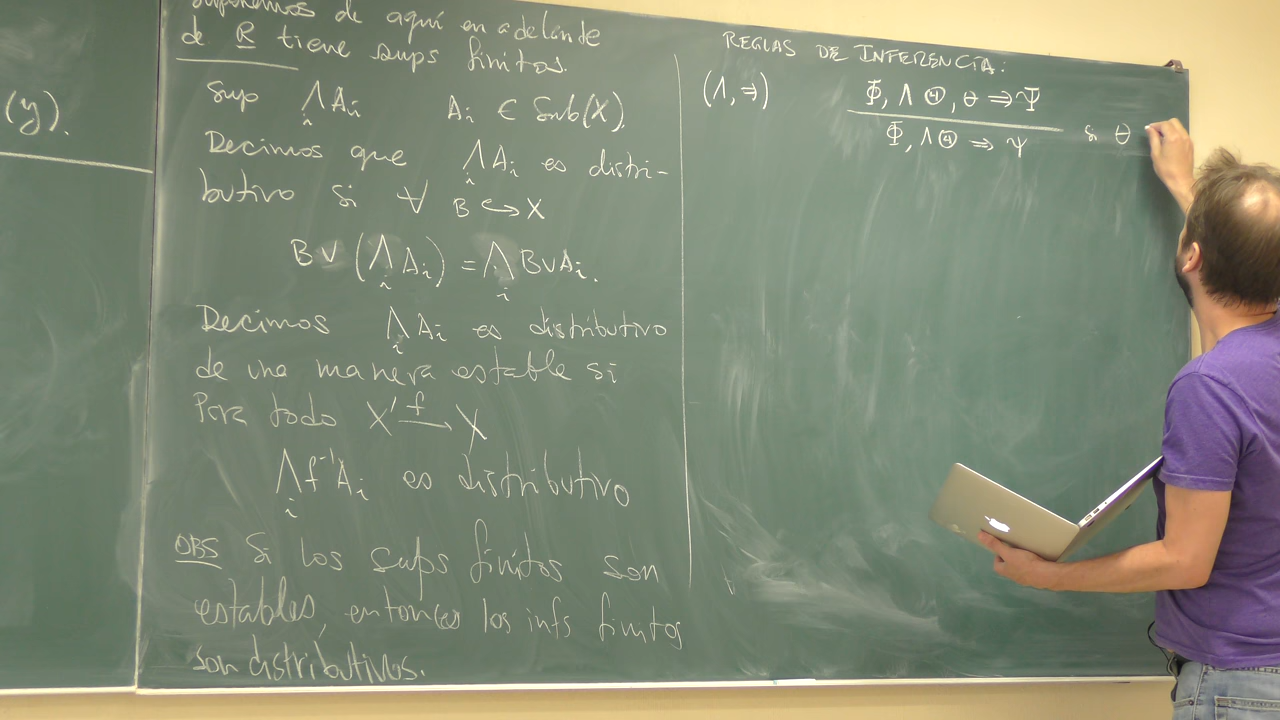 (y).
Suponemos de aquí en adelante
de R tiene sups finitos.
Sup ⋀ᵢ Aᵢ Aᵢ ∈ Sub(X).
Decimos que ⋀ᵢ Aᵢ es distri-
butivo si ∀ B ↪ X
B ∨ (⋀ᵢ Aᵢ) = ⋀ᵢ B ∨ Aᵢ.
Decimos ⋀ᵢ Aᵢ es distributivo
de una manera estable si
Para todo X' —f→ X
⋀ᵢ f⁻¹Aᵢ es distributivo
OBS Si los sups finitos son
estables, entonces los infs finitos
son distributivos.
REGLAS DE INFERENCIA:
(⋀, ⇒) Φ, ⋀Θ, θ ⇒ Ψ
Φ, ⋀Θ ⇒ Ψ si θ